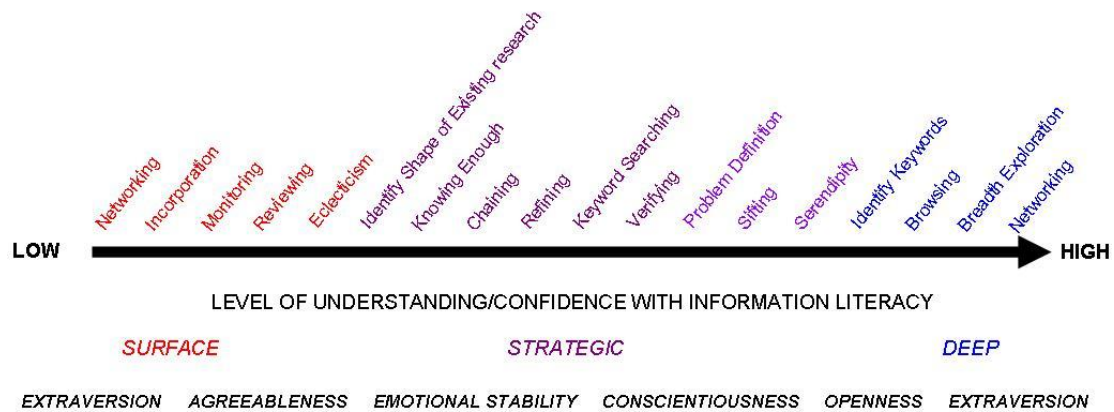 Networking
Incorporation
Monitoring
Reviewing
Eclecticism
Identify Shape of Existing research
Knowing Enough
Chaining
Refining
Keyword Searching
Verifying
Problem Definition
Sifting
Serendipity
Identify Keywords
Browsing
Breadth Exploration
Networking
LOW HIGH
LEVEL OF UNDERSTANDING/CONFIDENCE WITH INFORMATION LITERACY
SURFACE STRATEGIC DEEP
EXTRAVERSION AGREEABLENESS EMOTIONAL STABILITY CONSCIENTIOUSNESS OPENNESS EXTRAVERSION